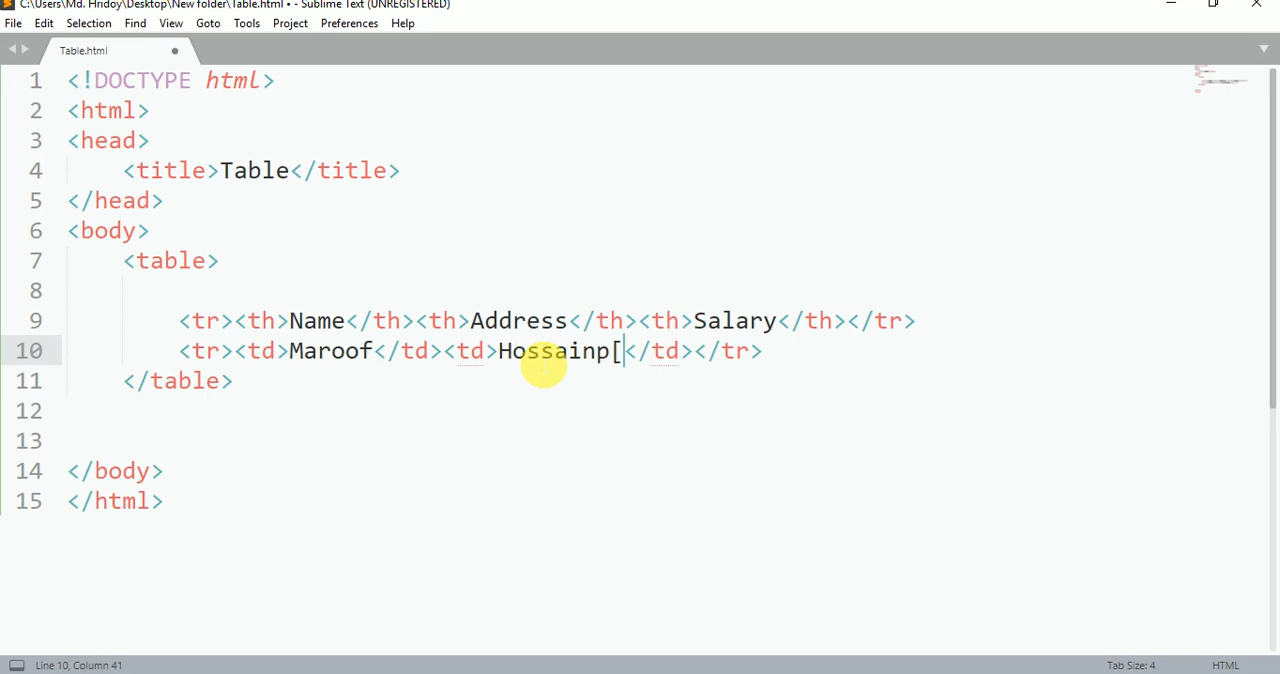 C:\Users\Md. Hridoy\Desktop\New folder\Table.html • - Sublime Text (UNREGISTERED)
File Edit Selection Find View Goto Tools Project Preferences Help
Table.html
1 <!DOCTYPE html>
2 <html>
3 <head>
4 <title>Table</title>
5 </head>
6 <body>
7 <table>
8
9 <tr><th>Name</th><th>Address</th><th>Salary</th></tr>
10 <tr><td>Maroof</td><td>Hossainp[</td></tr>
11 </table>
12
13
14 </body>
15 </html>
Line 10, Column 41 Tab Size: 4 HTML